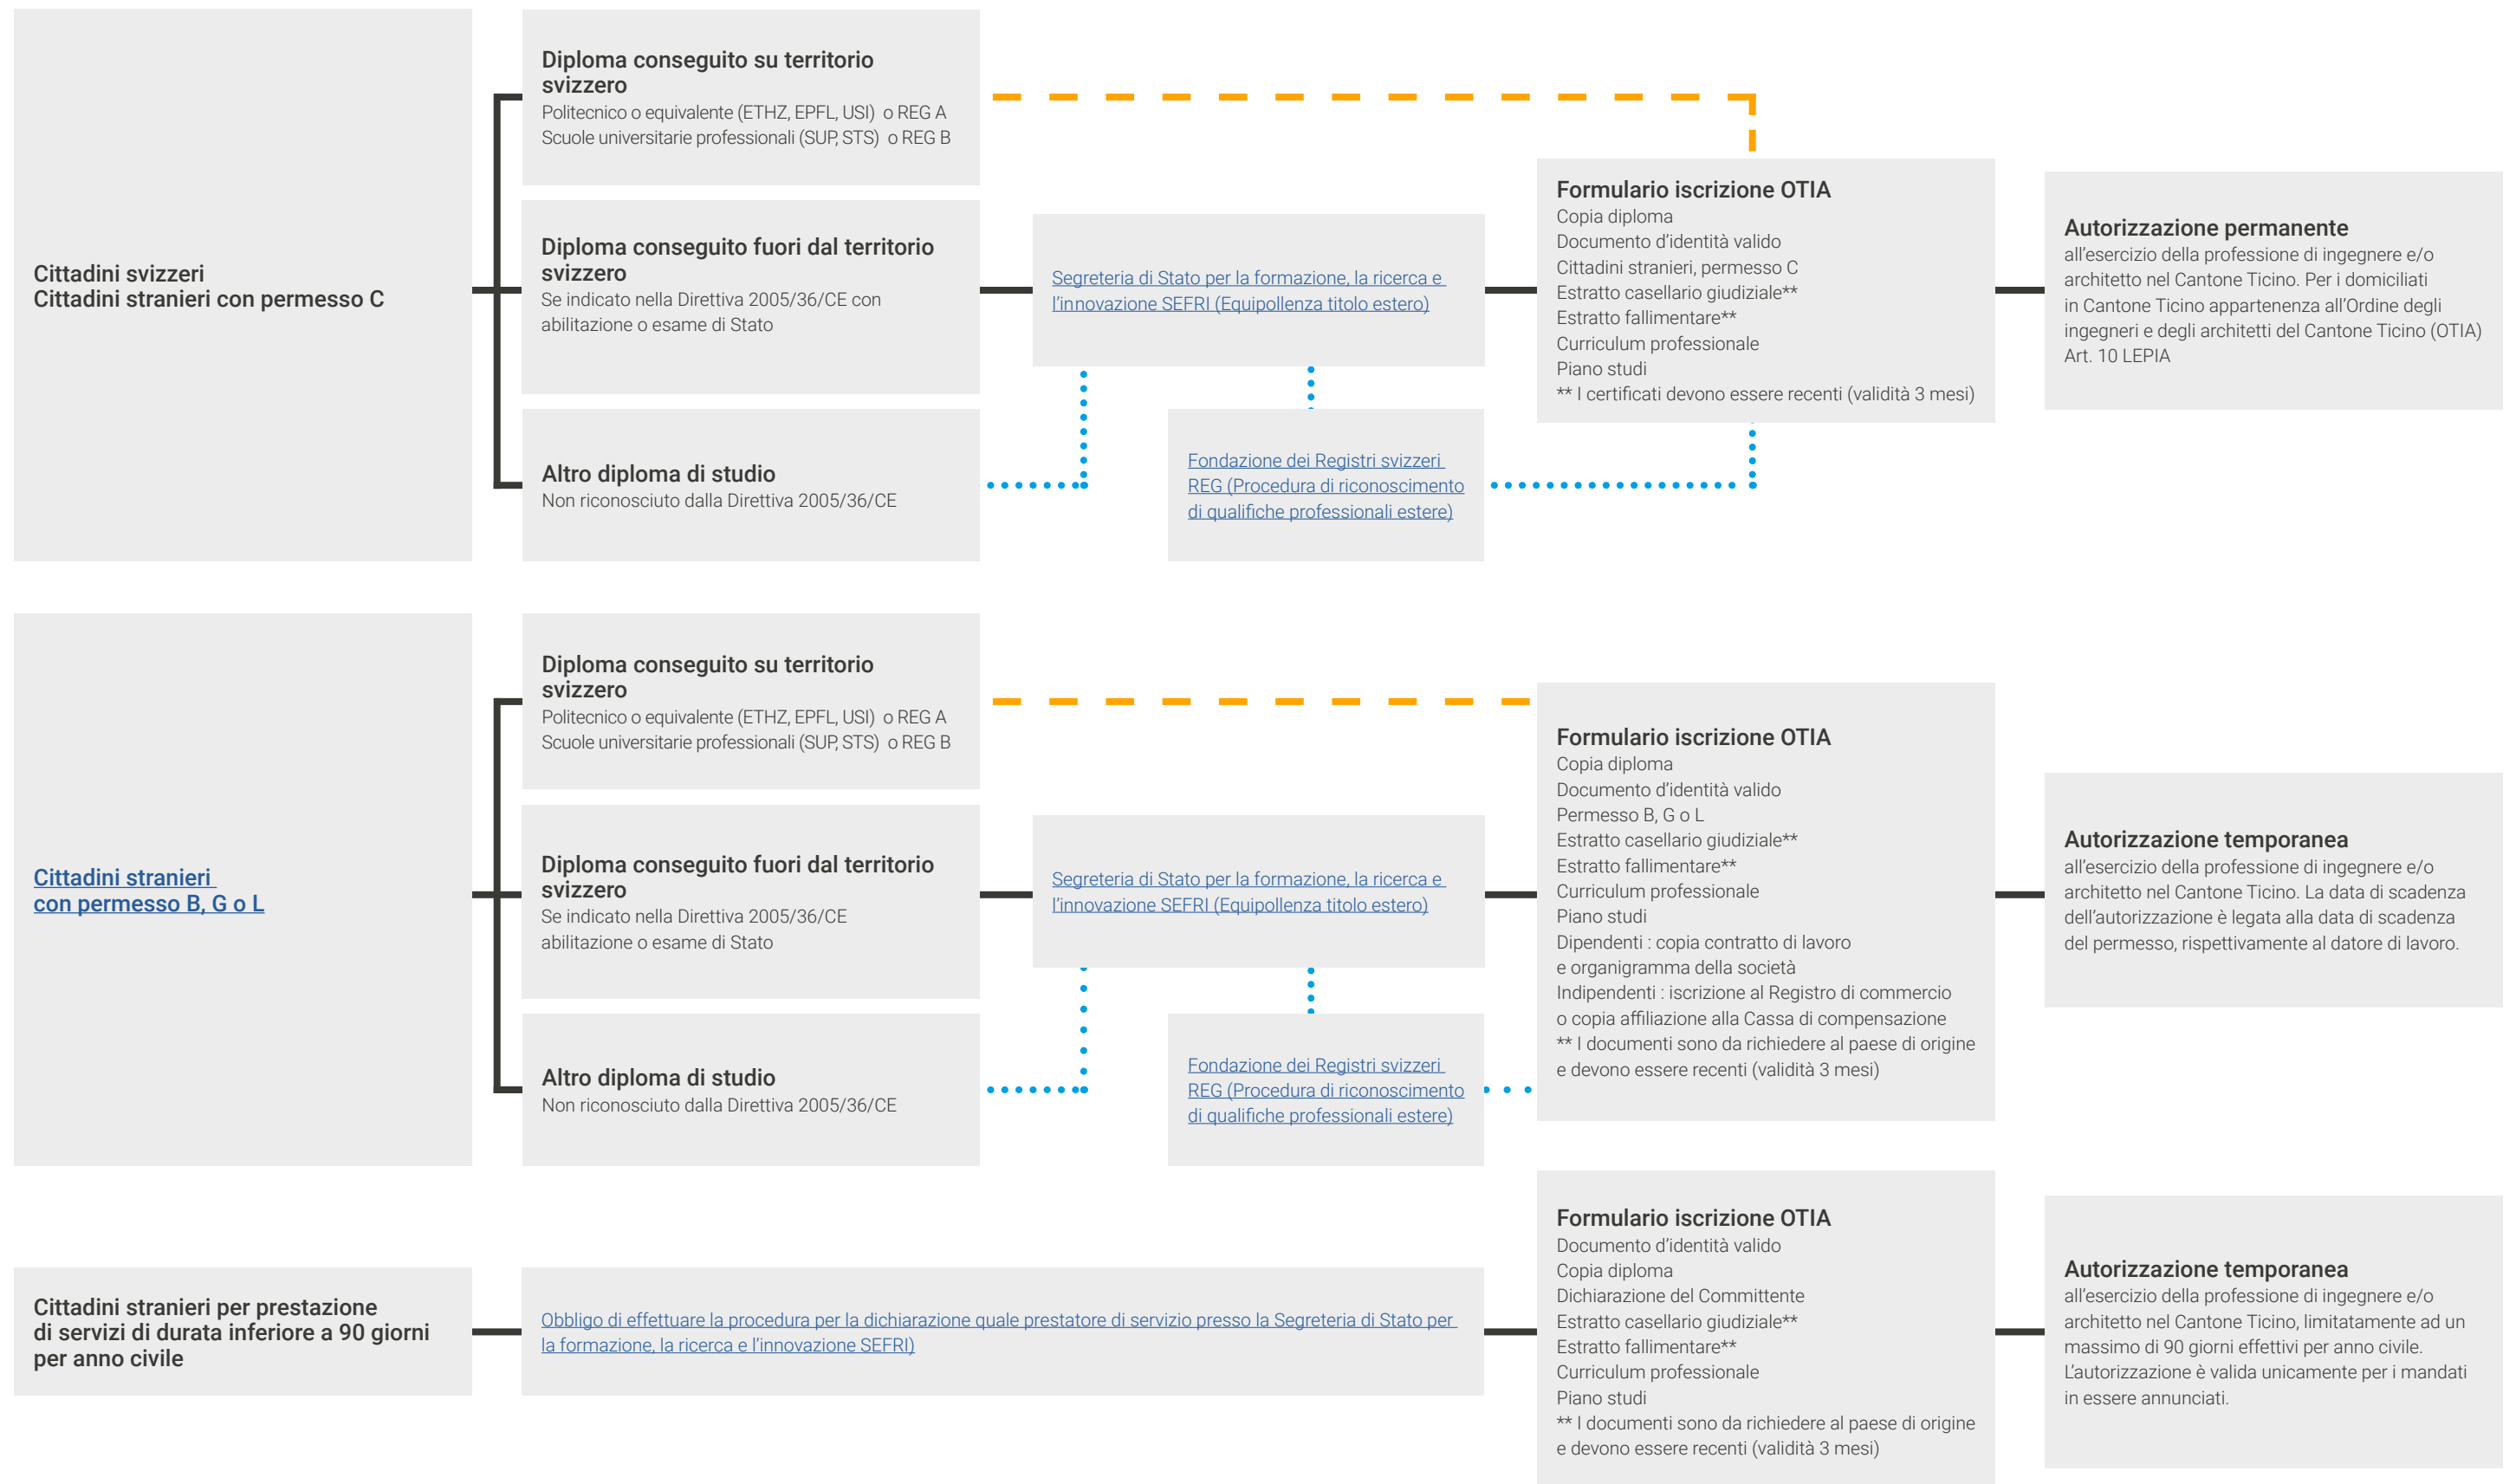 Cittadini svizzeri
Cittadini stranieri con permesso C
Diploma conseguito su territorio
svizzero
Politecnico o equivalente (ETHZ, EPFL, USI) o REG A
Scuole universitarie professionali (SUP, STS) o REG B
Diploma conseguito fuori dal territorio
svizzero
Se indicato nella Direttiva 2005/36/CE con
abilitazione o esame di Stato
Altro diploma di studio
Non riconosciuto dalla Direttiva 2005/36/CE
Segreteria di Stato per la formazione, la ricerca e
l'innovazione SEFRI (Equipollenza titolo estero)
Fondazione dei Registri svizzeri
REG (Procedura di riconoscimento
di qualifiche professionali estere)
Formulario iscrizione OTIA
Copia diploma
Documento d'identità valido
Cittadini stranieri, permesso C
Estratto casellario giudiziale**
Estratto fallimentare**
Curriculum professionale
Piano studi
** I certificati devono essere recenti (validità 3 mesi)
Autorizzazione permanente
all'esercizio della professione di ingegnere e/o
architetto nel Cantone Ticino. Per i domiciliati
in Cantone Ticino appartenenza all'Ordine degli
ingegneri e degli architetti del Cantone Ticino (OTIA)
Art. 10 LEPIA
Cittadini stranieri
con permesso B, G o L
Diploma conseguito su territorio
svizzero
Politecnico o equivalente (ETHZ, EPFL, USI) o REG A
Scuole universitarie professionali (SUP, STS) o REG B
Diploma conseguito fuori dal territorio
svizzero
Se indicato nella Direttiva 2005/36/CE
abilitazione o esame di Stato
Altro diploma di studio
Non riconosciuto dalla Direttiva 2005/36/CE
Segreteria di Stato per la formazione, la ricerca e
l'innovazione SEFRI (Equipollenza titolo estero)
Fondazione dei Registri svizzeri
REG (Procedura di riconoscimento
di qualifiche professionali estere)
Formulario iscrizione OTIA
Copia diploma
Documento d'identità valido
Permesso B, G o L
Estratto casellario giudiziale**
Estratto fallimentare**
Curriculum professionale
Piano studi
Dipendenti : copia contratto di lavoro
e organigramma della società
Indipendenti : iscrizione al Registro di commercio
o copia affiliazione alla Cassa di compensazione
** I documenti sono da richiedere al paese di origine
e devono essere recenti (validità 3 mesi)
Autorizzazione temporanea
all'esercizio della professione di ingegnere e/o
architetto nel Cantone Ticino. La data di scadenza
dell'autorizzazione è legata alla data di scadenza
del permesso, rispettivamente al datore di lavoro.
Cittadini stranieri per prestazione
di servizi di durata inferiore a 90 giorni
per anno civile
Obbligo di effettuare la procedura per la dichiarazione quale prestatore di servizio presso la Segreteria di Stato per
la formazione, la ricerca e l'innovazione SEFRI)
Formulario iscrizione OTIA
Documento d'identità valido
Copia diploma
Dichiarazione del Committente
Estratto casellario giudiziale**
Estratto fallimentare**
Curriculum professionale
Piano studi
** I documenti sono da richiedere al paese di origine
e devono essere recenti (validità 3 mesi)
Autorizzazione temporanea
all'esercizio della professione di ingegnere e/o
architetto nel Cantone Ticino, limitatamente ad un
massimo di 90 giorni effettivi per anno civile.
L'autorizzazione è valida unicamente per i mandati
in essere annunciati.